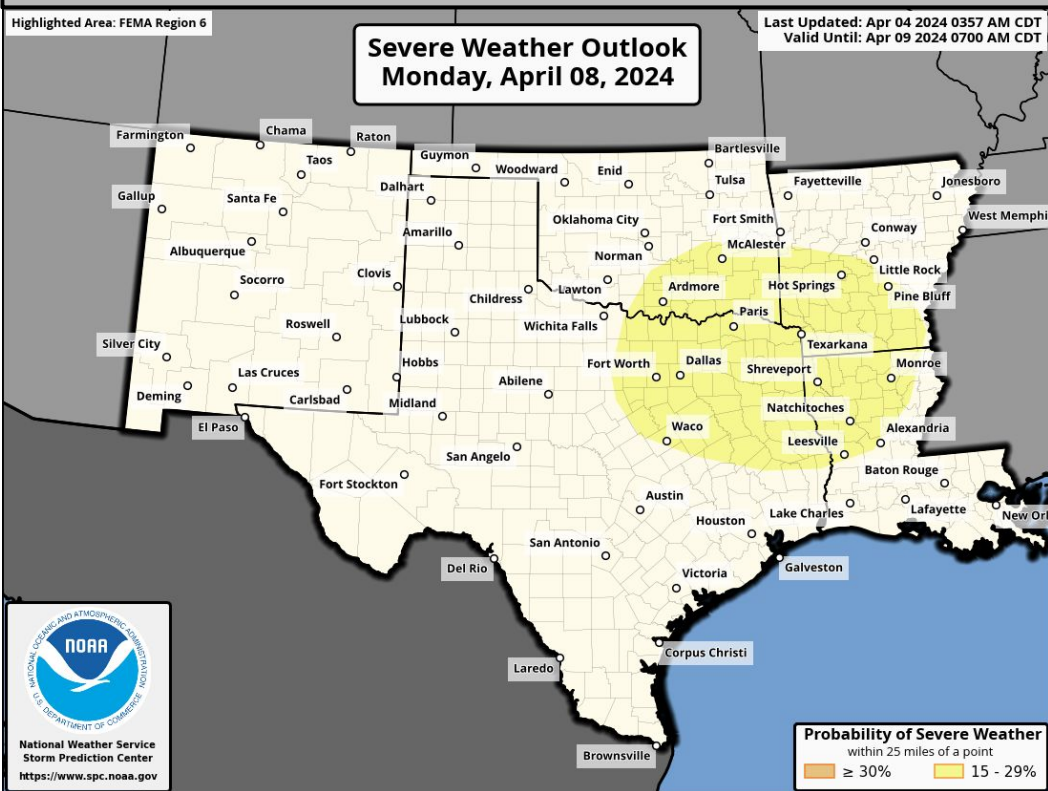 Highlighted Area: FEMA Region 6
Last Updated: Apr 04 2024 0357 AM CDT
Valid Until: Apr 09 2024 0700 AM CDT
Severe Weather Outlook
Monday, April 08, 2024
Farmington
Chama
Raton
Taos
Guymon
Woodward
Enid
Bartlesville
Tulsa
Fayetteville
Jonesboro
Gallup
Santa Fe
Dalhart
Oklahoma City
Fort Smith
Conway
West Memphi
Albuquerque
Amarillo
Norman
McAlester
Little Rock
Socorro
Clovis
Childress
Lawton
Ardmore
Hot Springs
Pine Bluff
Roswell
Lubbock
Wichita Falls
Paris
Texarkana
Silver City
Las Cruces
Hobbs
Abilene
Fort Worth
Dallas
Shreveport
Monroe
Deming
Carlsbad
Midland
Natchitoches
El Paso
San Angelo
Waco
Leesville
Alexandria
Fort Stockton
Austin
Baton Rouge
Houston
Lake Charles
Lafayette
New Orl
Del Rio
San Antonio
Galveston
Victoria
Laredo
Corpus Christi
Brownsville
NATIONAL OCEANIC AND ATMOSPHERIC ADMINISTRATION
NOAA
U.S. DEPARTMENT OF COMMERCE
National Weather Service
Storm Prediction Center
https://www.spc.noaa.gov
Probability of Severe Weather
within 25 miles of a point
≥ 30%
15 - 29%